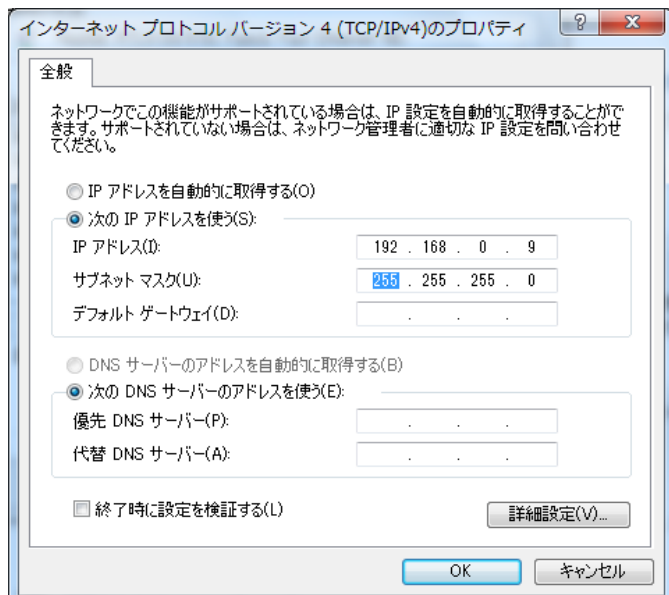 インターネット プロトコル バージョン 4 (TCP/IPv4)のプロパティ
全般
ネットワークでこの機能がサポートされている場合は、IP 設定を自動的に取得することがで
きます。サポートされていない場合は、ネットワーク管理者に適切な IP 設定を問い合わせ
てください。
IP アドレスを自動的に取得する(O)
次の IP アドレスを使う(S):
IP アドレス(I): 192 . 168 . 0 . 9
サブネット マスク(U): 255 . 255 . 255 . 0
デフォルト ゲートウェイ(D): . . .
DNS サーバーのアドレスを自動的に取得する(B)
次の DNS サーバーのアドレスを使う(E):
優先 DNS サーバー(P): . . .
代替 DNS サーバー(A): . . .
終了時に設定を検証する(L)
詳細設定(V)...
OK キャンセル